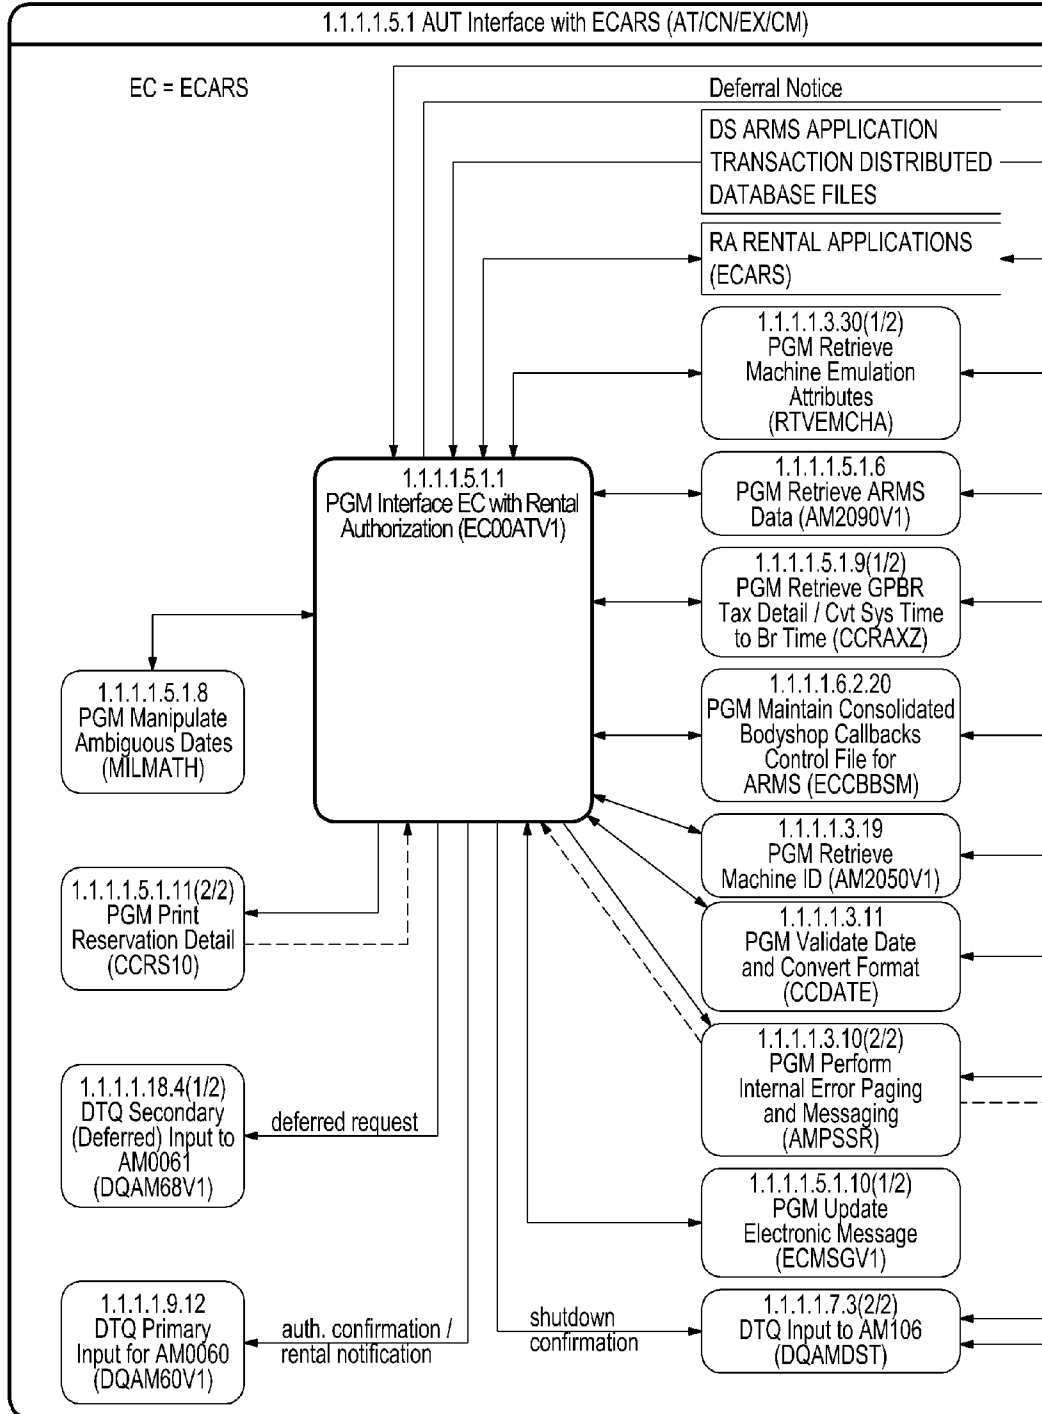 1.1.1.1.5.1 AUT Interface with ECARS (AT/CN/EX/CM)
EC = ECARS
Deferral Notice
DS ARMS APPLICATION
TRANSACTION DISTRIBUTED
DATABASE FILES
RA RENTAL APPLICATIONS
(ECARS)
1.1.1.1.3.30(1/2)
PGM Retrieve
Machine Emulation
Attributes
(RTVEMCHA)
1.1.1.1.5.1.1
PGM Interface EC with Rental
Authorization (EC00ATV1)
1.1.1.1.5.1.6
PGM Retrieve ARMS
Data (AM2090V1)
1.1.1.1.5.1.9(1/2)
PGM Retrieve GPBR
Tax Detail / Cvt Sys Time
to Br Time (CCRAXZ)
1.1.1.1.5.1.8
PGM Manipulate
Ambiguous Dates
(MILMATH)
1.1.1.1.6.2.20
PGM Maintain Consolidated
Bodyshop Callbacks
Control File for
ARMS (ECCBBSM)
1.1.1.1.3.19
PGM Retrieve
Machine ID (AM2050V1)
1.1.1.1.5.1.11(2/2)
PGM Print
Reservation Detail
(CCRS10)
1.1.1.1.3.11
PGM Validate Date
and Convert Format
(CCDATE)
1.1.1.1.3.10(2/2)
PGM Perform
Internal Error Paging
and Messaging
(AMPSSR)
1.1.1.1.18.4(1/2)
DTQ Secondary
(Deferred) Input to
AM0061
(DQAM68V1)
deferred request
1.1.1.1.5.1.10(1/2)
PGM Update
Electronic Message
(ECMSGV1)
1.1.1.1.9.12
DTQ Primary
Input for AM0060
(DQAM60V1)
auth. confirmation /
rental notification
shutdown
confirmation
1.1.1.1.7.3(2/2)
DTQ Input to AM106
(DQAMDST)